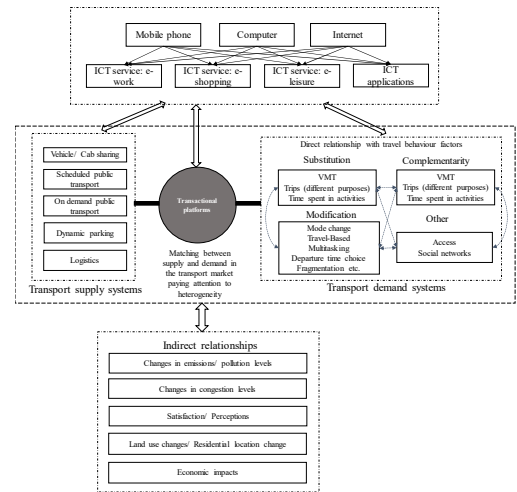 Mobile phone
Computer
Internet
ICT service: e-
work
ICT service: e-
shopping
ICT service: e-
leisure
ICT
applications
Vehicle/ Cab sharing
Scheduled public
transport
On demand public
transport
Dynamic parking
Logistics
Transport supply systems
Transactional
platforms
Matching between
supply and demand in
the transport market
paying attention to
heterogeneity
Direct relationship with travel behaviour factors
Substitution
VMT
Trips (different purposes)
Time spent in activities
Complementarity
VMT
Trips (different purposes)
Time spent in activities
Modification
Mode change
Travel-Based
Multitasking
Departure time choice
Fragmentation etc.
Other
Access
Social networks
Transport demand systems
Indirect relationships
Changes in emissions/ pollution levels
Changes in congestion levels
Satisfaction/ Perceptions
Land use changes/ Residential location change
Economic impacts